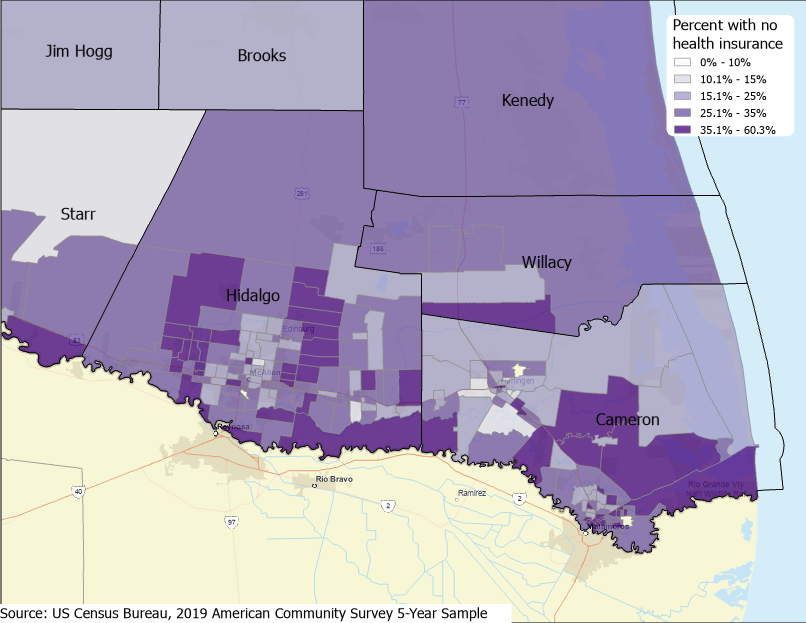 Percent with no
health insurance
0% - 10%
10.1% - 15%
15.1% - 25%
25.1% - 35%
35.1% - 60.3%
Jim Hogg
Brooks
Kenedy
77
281
Starr
186
Willacy
Hidalgo
Edinburg
83
McAllen
Harlingen
Cameron
Reynosa
Rio Bravo
Ramirez
Rio Grande Vly
40
97
2
2
Matamoros
Source: US Census Bureau, 2019 American Community Survey 5-Year Sample